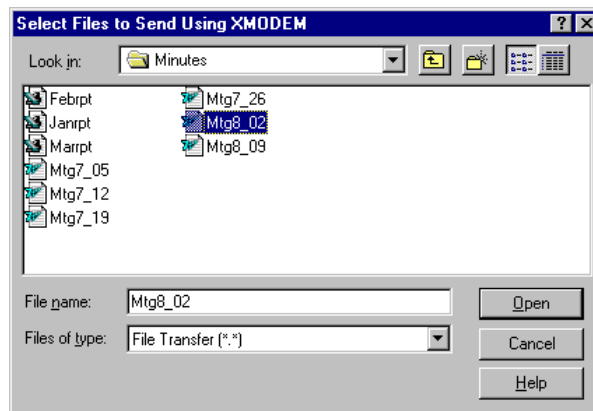 Select Files to Send Using XMODEM
Look in: Minutes
Febrpt Mtg7_26
Janrpt Mtg8_02
Marrpt Mtg8_09
Mtg7_05
Mtg7_12
Mtg7_19
File name: Mtg8_02 Open
Files of type: File Transfer (*.*) Cancel
Help